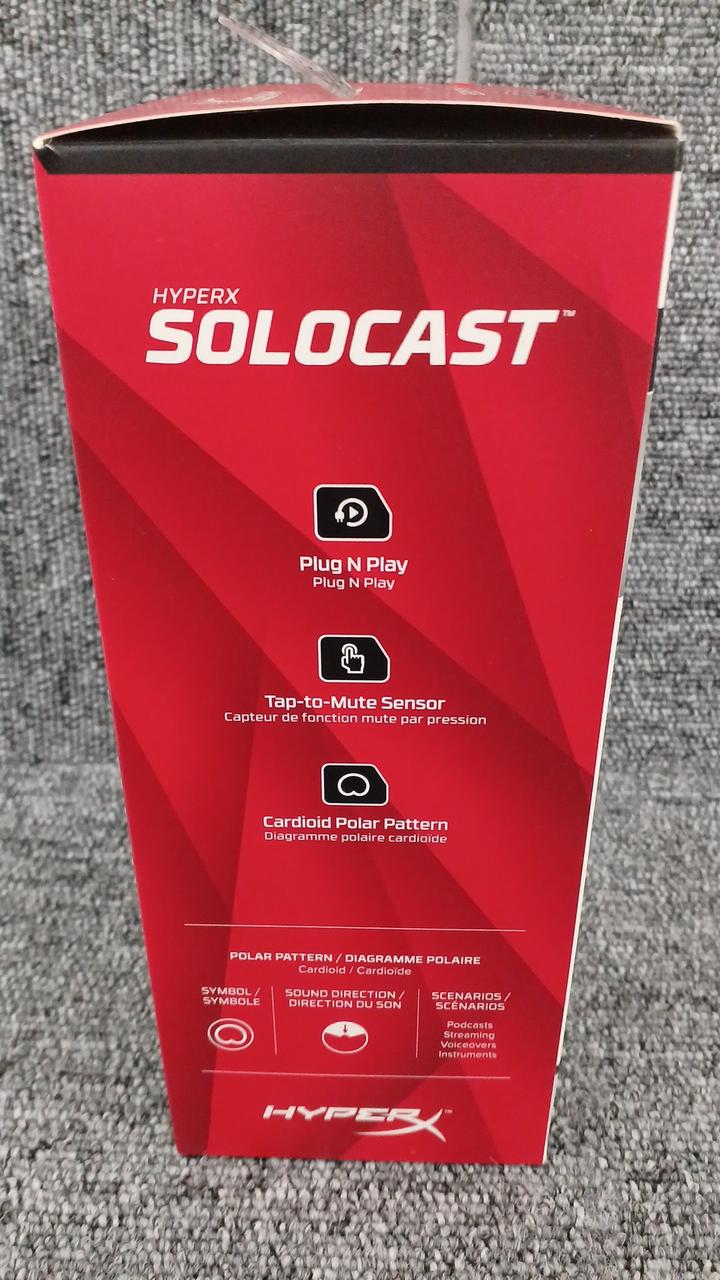 HYPERX
SOLOCAST™
Plug N Play
Plug N Play
Tap-to-Mute Sensor
Capteur de fonction mute par pression
Cardioid Polar Pattern
Diagramme polaire cardioïde
POLAR PATTERN / DIAGRAMME POLAIRE
Cardioid / Cardioïde
SYMBOL /
SYMBOLE
SOUND DIRECTION /
DIRECTION DU SON
SCENARIOS /
SCÉNARIOS
Podcasts
Streaming
Voiceovers
Instruments
HYPERX™